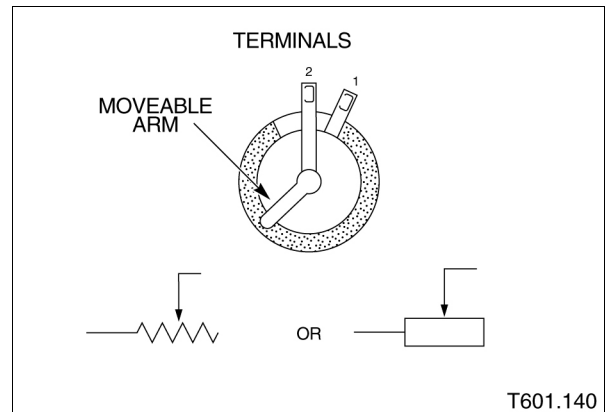 TERMINALS
2
1
MOVEABLE
ARM
OR
T601.140